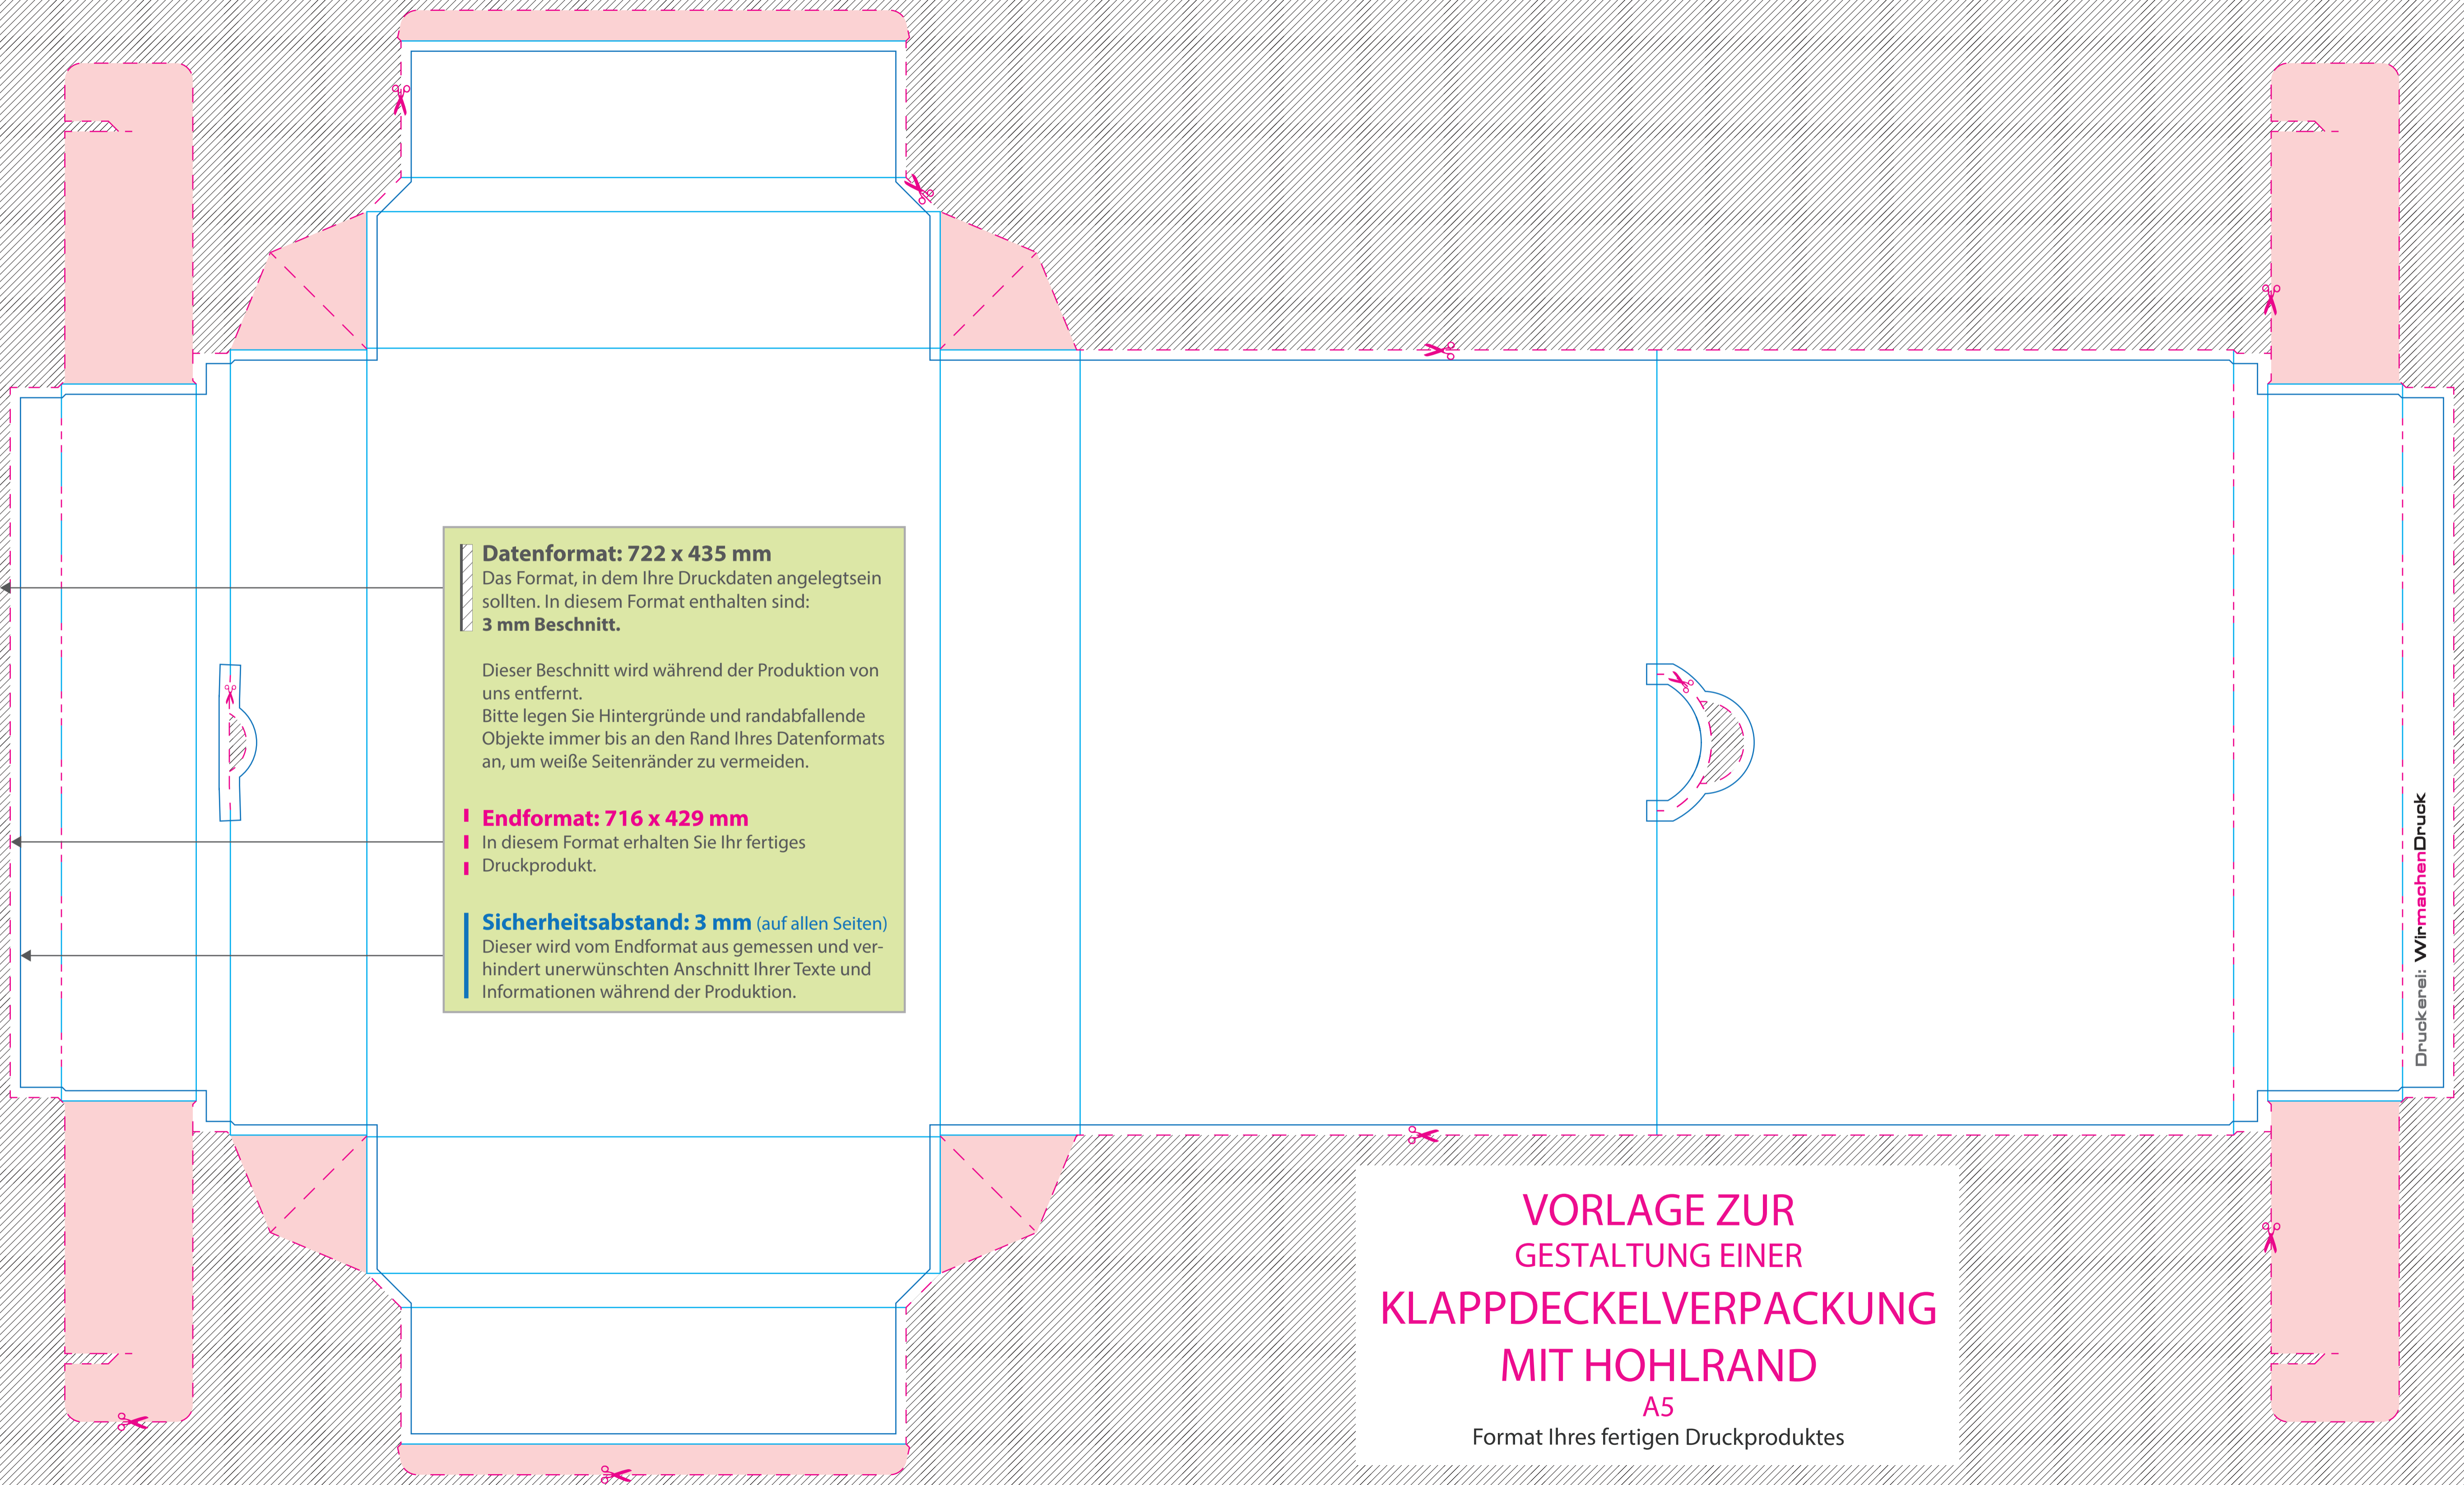 Datenformat: 722 x 435 mm
Das Format, in dem Ihre Druckdaten angelegtsein
sollten. In diesem Format enthalten sind:
3 mm Beschnitt.
Dieser Beschnitt wird während der Produktion von
uns entfernt.
Bitte legen Sie Hintergründe und randabfallende
Objekte immer bis an den Rand Ihres Datenformats
an, um weiße Seitenränder zu vermeiden.
Endformat: 716 x 429 mm
In diesem Format erhalten Sie Ihr fertiges
Druckprodukt.
Sicherheitsabstand: 3 mm (auf allen Seiten)
Dieser wird vom Endformat aus gemessen und ver-
hindert unerwünschten Anschnitt Ihrer Texte und
Informationen während der Produktion.
Druckerei: WirmachenDruck
VORLAGE ZUR
GESTALTUNG EINER
KLAPPDECKELVERPACKUNG
MIT HOHLRAND
A5
Format Ihres fertigen Druckproduktes